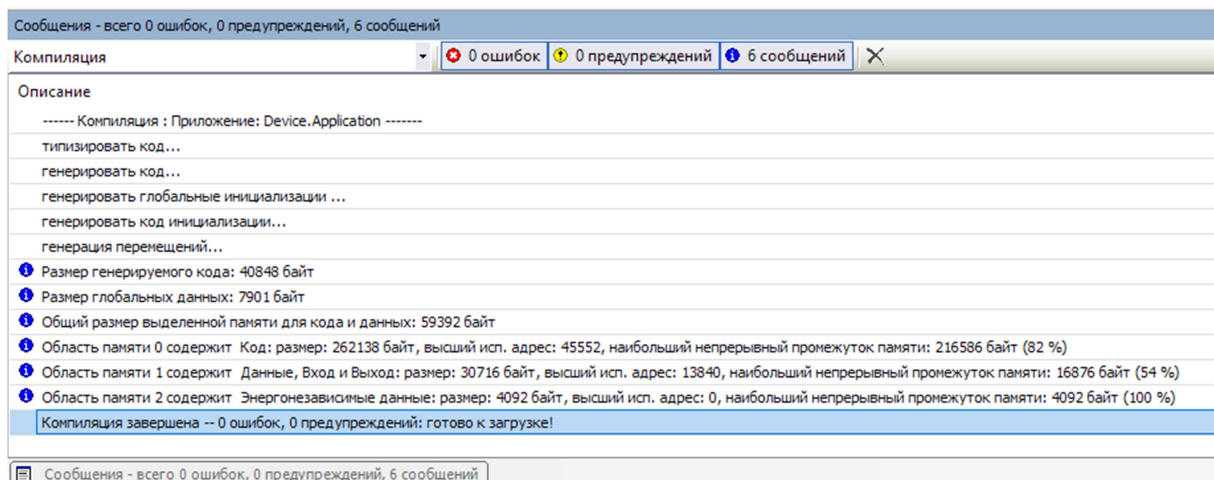 Сообщения - всего 0 ошибок, 0 предупреждений, 6 сообщений
Компиляция 0 ошибок 0 предупреждений 6 сообщений
Описание
------ Компиляция : Приложение: Device.Application -------
типизировать код...
генерировать код...
генерировать глобальные инициализации ...
генерировать код инициализации...
генерация перемещений...
Размер генерируемого кода: 40848 байт
Размер глобальных данных: 7901 байт
Общий размер выделенной памяти для кода и данных: 59392 байт
Область памяти 0 содержит Код: размер: 262138 байт, высший исп. адрес: 45552, наибольший непрерывный промежуток памяти: 216586 байт (82 %)
Область памяти 1 содержит Данные, Вход и Выход: размер: 30716 байт, высший исп. адрес: 13840, наибольший непрерывный промежуток памяти: 16876 байт (54 %)
Область памяти 2 содержит Энергонезависимые данные: размер: 4092 байт, высший исп. адрес: 0, наибольший непрерывный промежуток памяти: 4092 байт (100 %)
Компиляция завершена -- 0 ошибок, 0 предупреждений: готово к загрузке!
Сообщения - всего 0 ошибок, 0 предупреждений, 6 сообщений